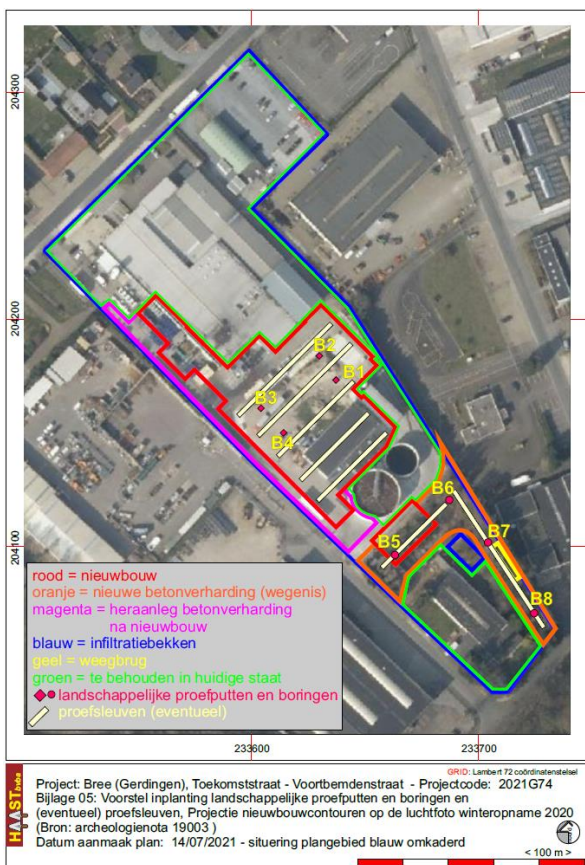 204300
204200
204100
B2
B1
B3
B4
B6
B5
B7
B8
rood = nieuwbouw
oranje = nieuwe betonverharding (wegenis)
magenta = heraanleg betonverharding
na nieuwbouw
blauw = infiltratiebekken
geel = weegbrug
groen = te behouden in huidige staat
landschappelijke proefputten en boringen
proefsleuven (eventueel)
233600
233700
GRID: Lambert 72 coördinatenstelsel
HAAST bvba
Project: Bree (Gerdingen), Toekomststraat - Voortbemdenstraat - Projectcode: 2021G74
Bijlage 05: Voorstel inplanting landschappelijke proefputten en boringen en
(eventueel) proefsleuven, Projectie nieuwbouwcontouren op de luchtfoto winteropname 2020
(Bron: archeologienota 19003 )
Datum aanmaak plan: 14/07/2021 - situering plangebied blauw omkaderd
< 100 m >